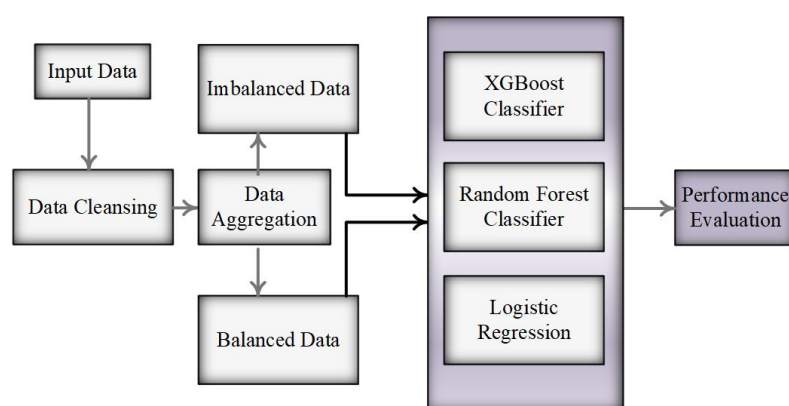 Input Data
Data Cleansing
Imbalanced Data
Data
Aggregation
Balanced Data
XGBoost
Classifier
Random Forest
Classifier
Logistic
Regression
Performance
Evaluation